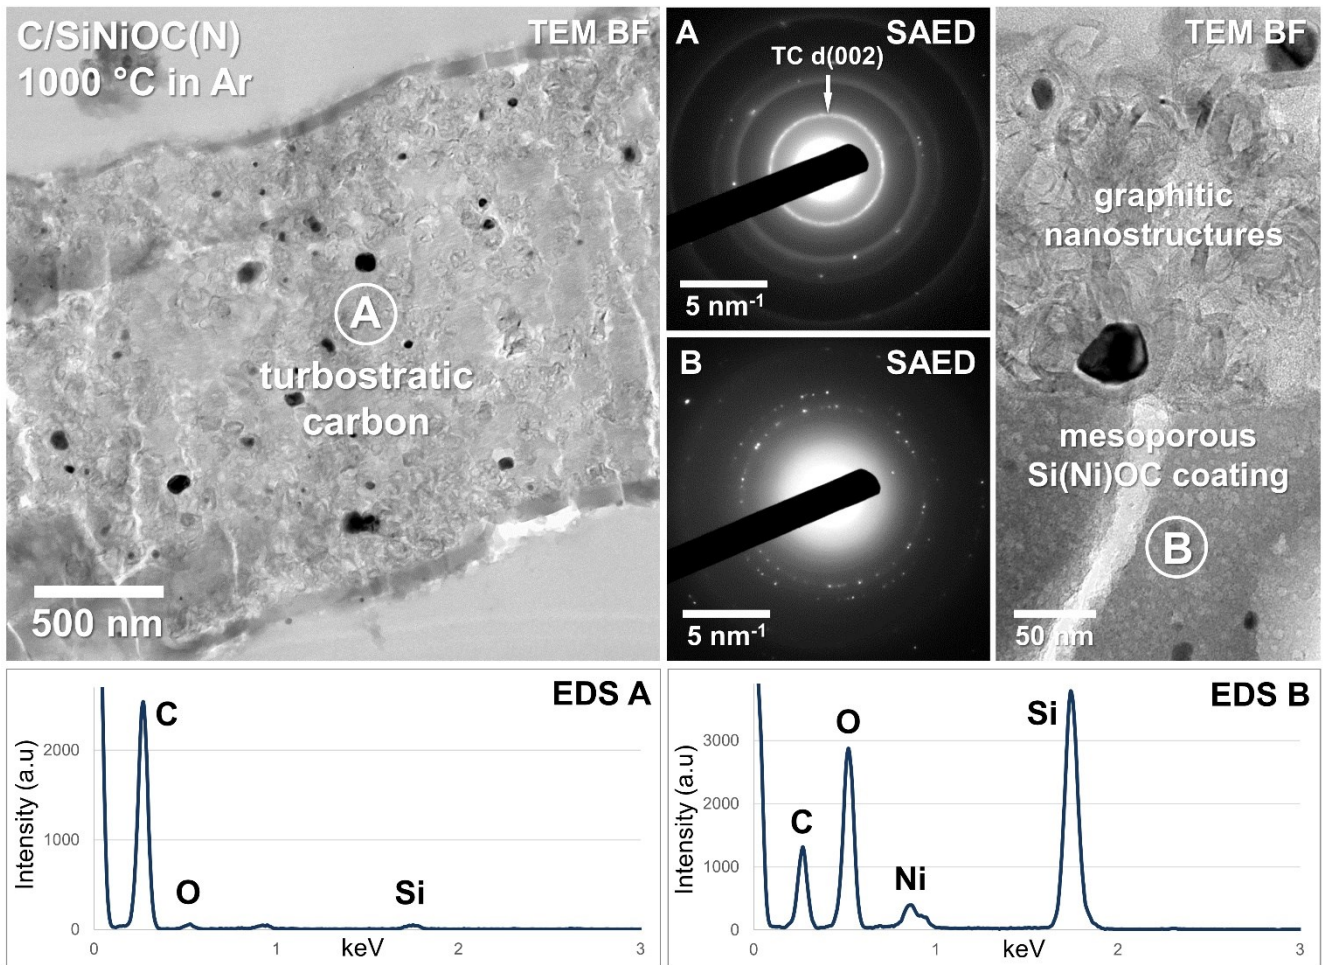 C/SiNiOC(N)
1000 °C in Ar
TEM BF
A
turbostratic
carbon
500 nm
A
SAED
TC d(002)
5 nm-1
B
SAED
5 nm-1
TEM BF
graphitic
nanostructures
mesoporous
Si(Ni)OC coating
B
50 nm
EDS A
Intensity (a.u)
2000
1000
0
C
O
Si
0
1
2
3
keV
EDS B
Intensity (a.u)
3000
2000
1000
0
C
O
Ni
Si
0
1
2
3
keV